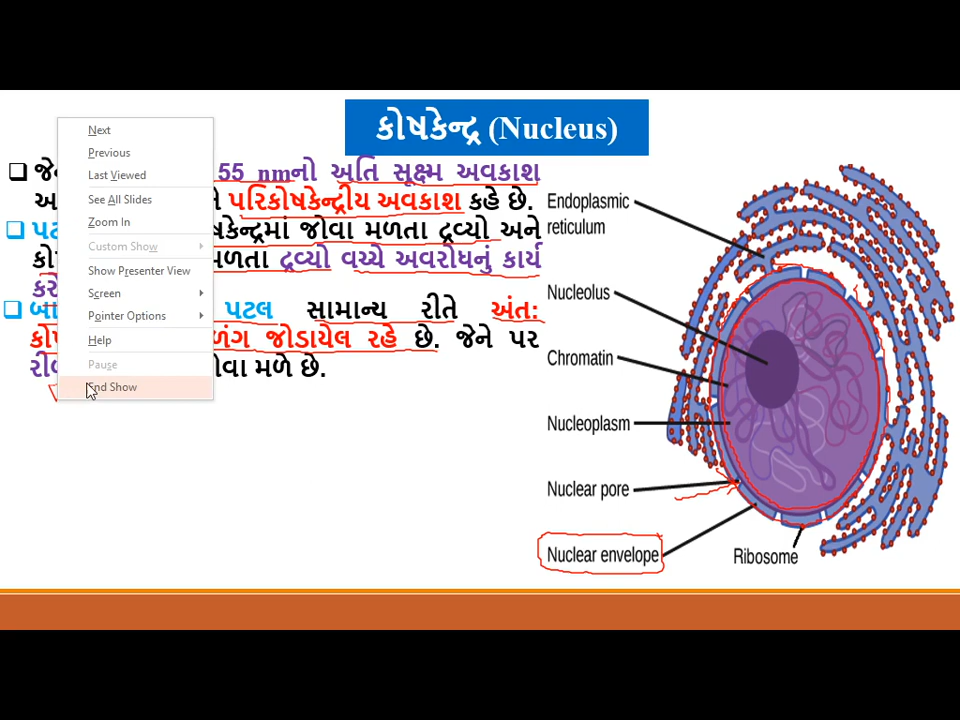 કોષકેન્દ્ર (Nucleus)
55 nmનો અતિ સૂક્ષ્મ અવકાશ
પરિકોષકેન્દ્રીય અવકાશ કહે છે.
જોવા મળતા દ્રવ્યો અને
દ્રવ્યો વચ્ચે અવરોધનું કાર્ય
પટલ સામાન્ય રીતે અંત:
જોડાયેલ રહે છે. જેને પર
મળે છે.
Next
Previous
Last Viewed
See All Slides
Zoom In
Custom Show
Show Presenter View
Screen
Pointer Options
Help
Pause
End Show
Endoplasmic
reticulum
Nucleolus
Chromatin
Nucleoplasm
Nuclear pore
Nuclear envelope
Ribosome